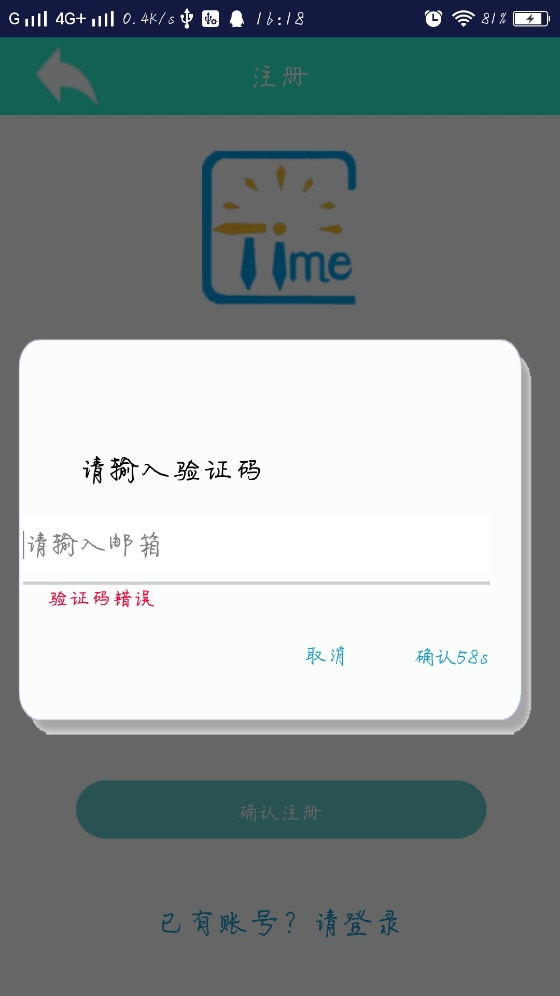 G 4G+ 0.4K/s 16:18 81%
注册
Time
请输入验证码
请输入邮箱
验证码错误
取消 确认58s
确认注册
已有账号？请登录